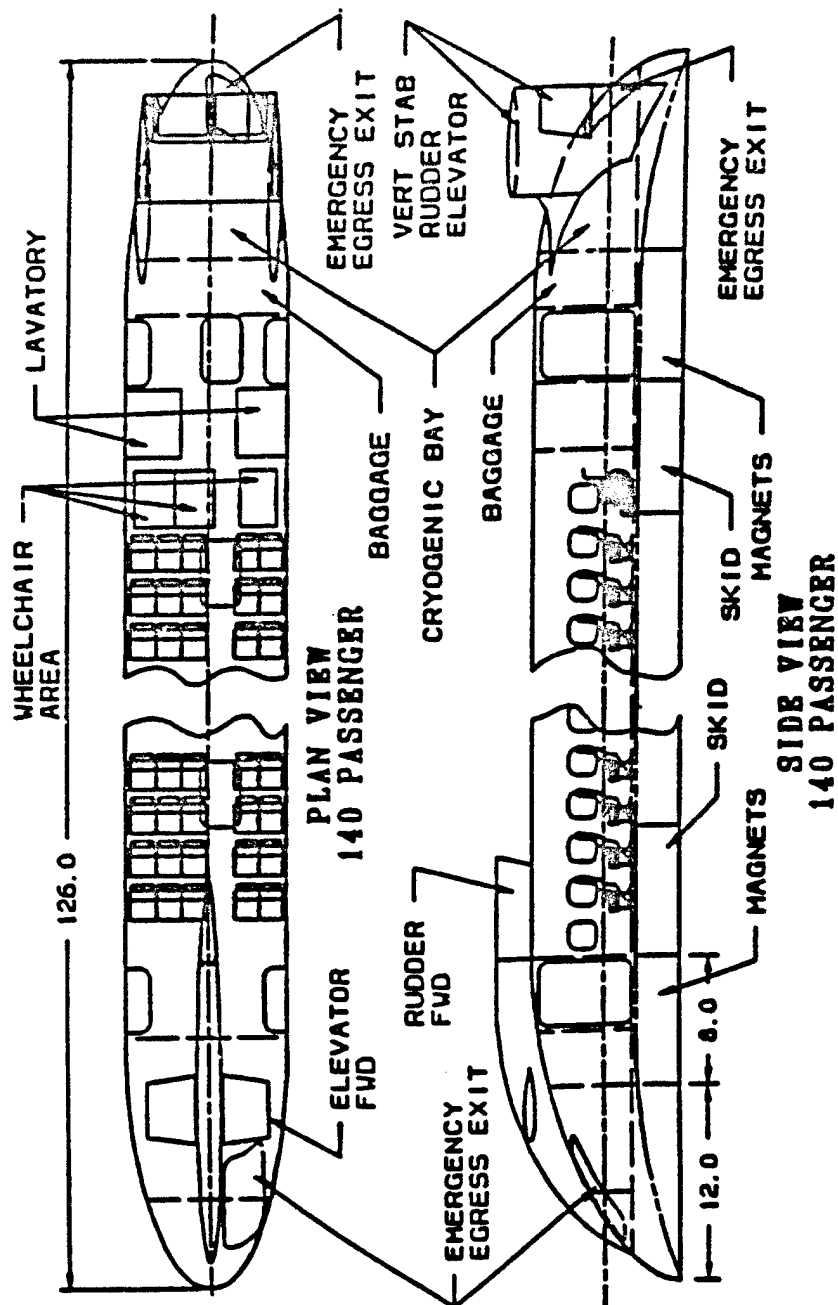 126.0
WHEELCHAIR
AREA
LAVATORY
ELEVATOR
FWD
PLAN VIEW
140 PASSENGER
BAGGAGE
EMERGENCY
EGRESS EXIT
VERT STAB
RUDDER
ELEVATOR
CRYOGENIC BAY
EMERGENCY
EGRESS EXIT
RUDDER
FWD
BAGGAGE
12.0
8.0
MAGNETS
SKID
SKID
MAGNETS
EMERGENCY
EGRESS EXIT
SIDE VIEW
140 PASSENGER